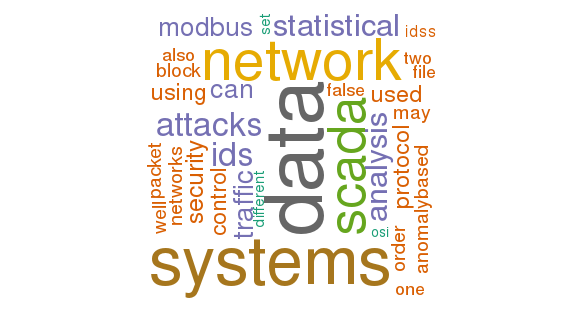 modbus set statistical idss
also network two
block file
using can false used
may
attacks data scada analysis
ids protocol
packet networks security
well control traffic different
anomalybased
osi order
systems
one